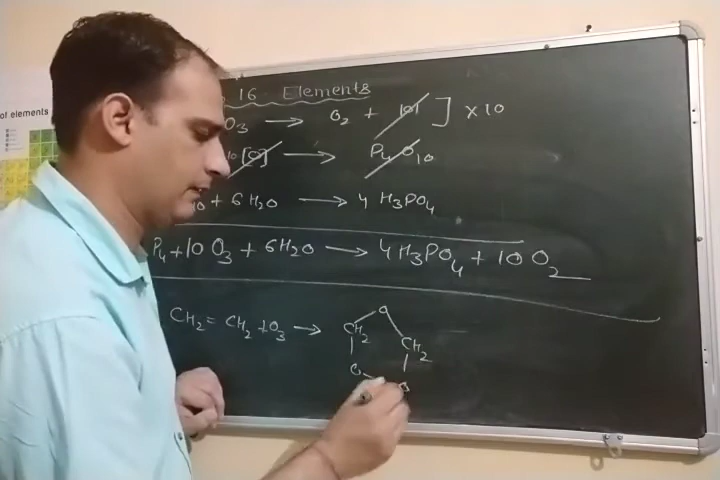 of elements
16 Elements
O₃ → O₂ + [O] ] × 10
10 [O] → P₄O₁₀
10 + 6H₂O → 4 H₃PO₄
P₄ + 10 O₃ + 6H₂O → 4 H₃PO₄ + 10 O₂
CH₂ = CH₂ + O₃ →
O
CH₂
CH₂
O
O